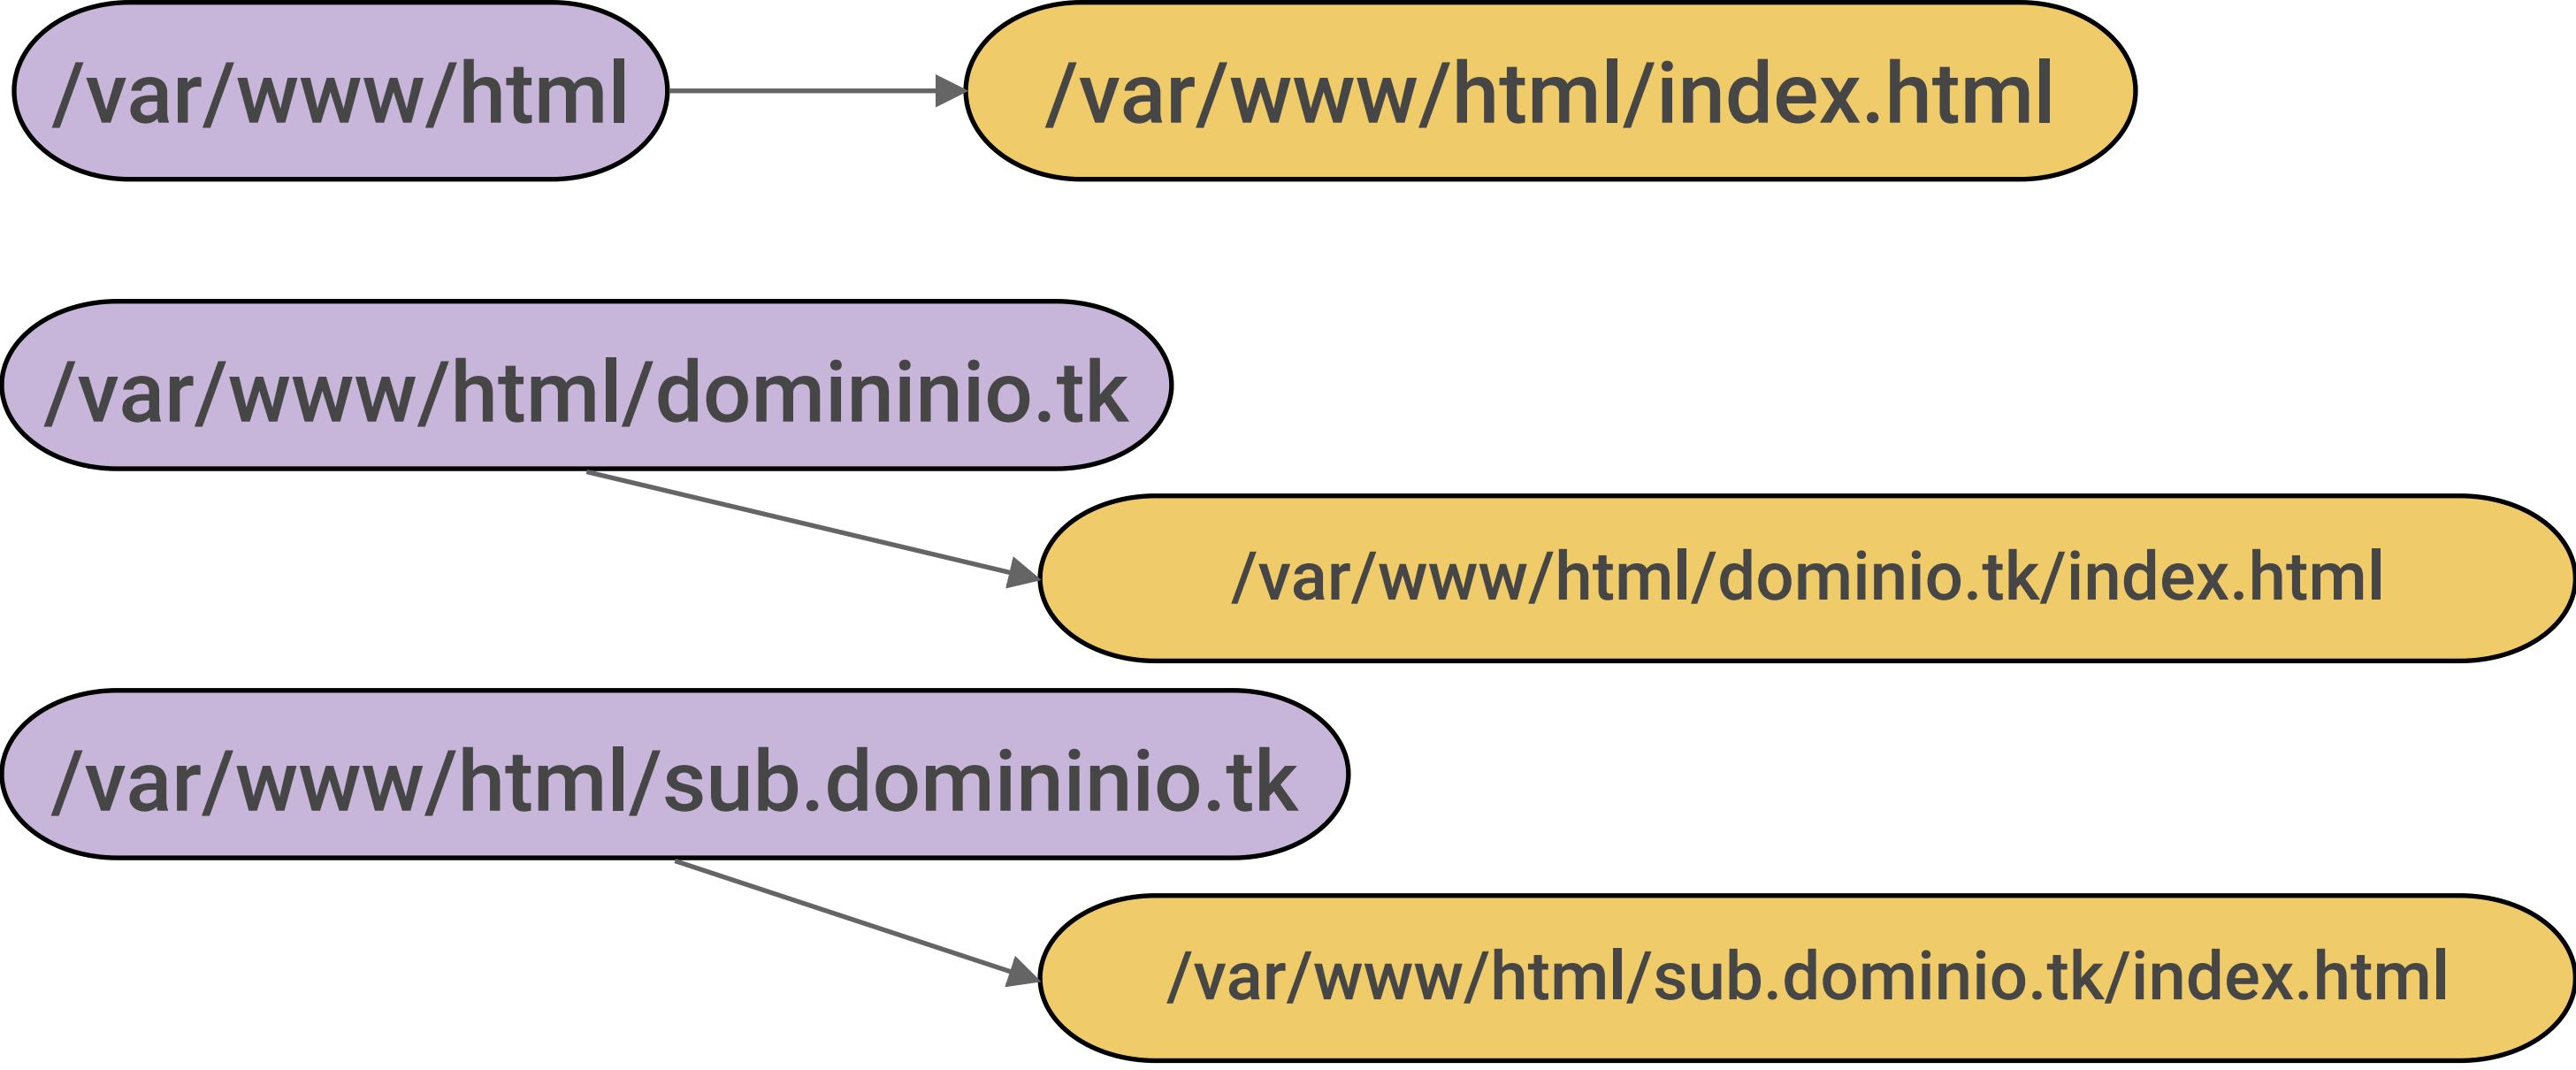 /var/www/html
/var/www/html/index.html
/var/www/html/domininio.tk
/var/www/html/dominio.tk/index.html
/var/www/html/sub.domininio.tk
/var/www/html/sub.dominio.tk/index.html